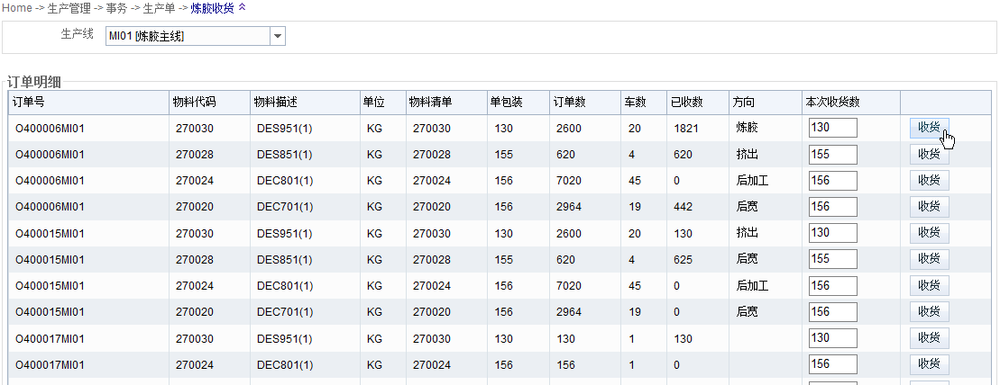 Home -> 生产管理 -> 事务 -> 生产单 -> 炼胶收货
生产线 MI01 [炼胶主线]
订单明细
订单号 物料代码 物料描述 单位 物料清单 单包装 订单数 车数 已收数 方向 本次收货数
O400006MI01 270030 DES951(1) KG 270030 130 2600 20 1821 炼胶 130 收货
O400006MI01 270028 DES851(1) KG 270028 155 620 4 620 挤出 155 收货
O400006MI01 270024 DEC801(1) KG 270024 156 7020 45 0 后加工 156 收货
O400006MI01 270020 DEC701(1) KG 270020 156 2964 19 442 后宽 156 收货
O400015MI01 270030 DES951(1) KG 270030 130 2600 20 130 挤出 130 收货
O400015MI01 270028 DES851(1) KG 270028 155 620 4 625 后宽 155 收货
O400015MI01 270024 DEC801(1) KG 270024 156 7020 45 0 后加工 156 收货
O400015MI01 270020 DEC701(1) KG 270020 156 2964 19 0 后宽 156 收货
O400017MI01 270030 DES951(1) KG 270030 130 130 1 130 130 收货
O400017MI01 270024 DEC801(1) KG 270024 156 156 1 0 156 收货